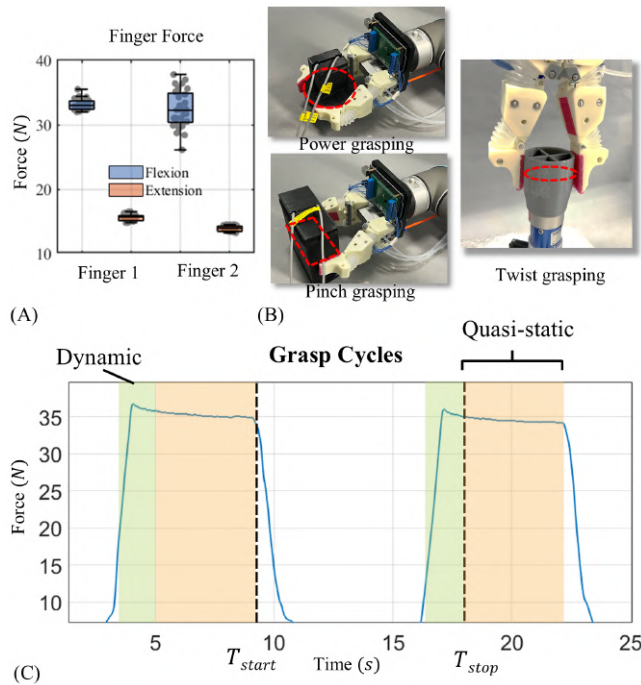 (A)
Finger Force
Force (N)
40
30
20
10
Flexion
Extension
Finger 1
Finger 2
(B)
Power grasping
Pinch grasping
Twist grasping
Dynamic
Grasp Cycles
Quasi-static
Force (N)
35
30
25
20
15
10
5
10
15
20
25
T_start
Time (s)
T_stop
(C)